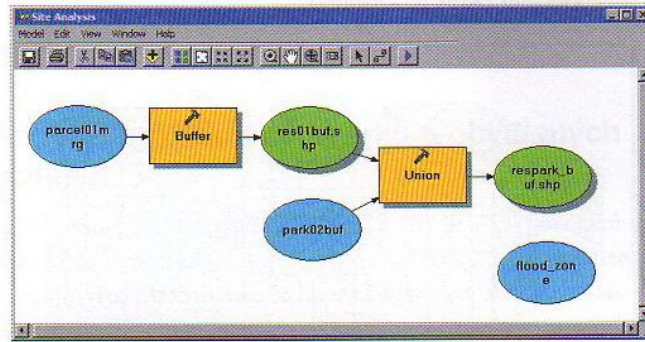 Site Analysis
Model Edit View Window Help
parcel01m
rg
Buffer
res01buf.s
hp
Union
respark_b
uf.shp
park02buf
flood_zon
e